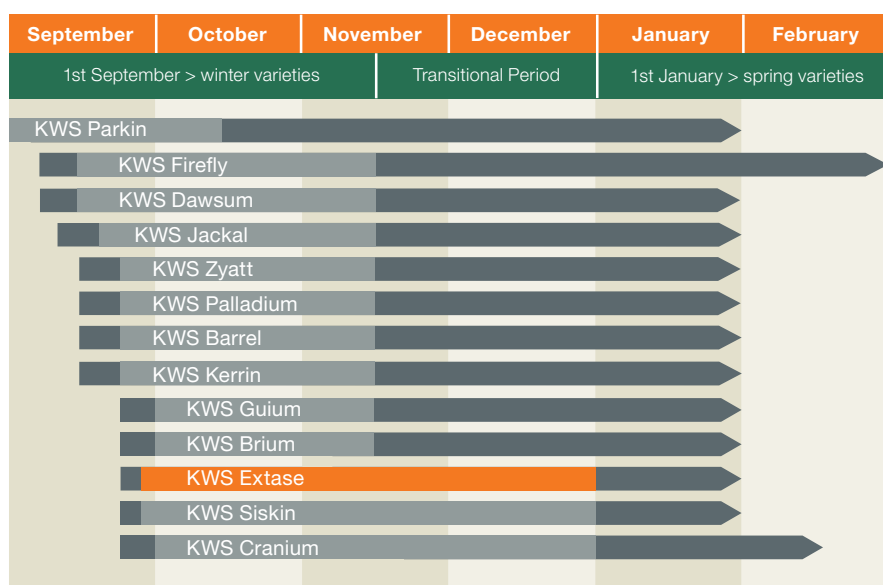 September October November December January February
1st September > winter varieties Transitional Period 1st January > spring varieties
KWS Parkin
KWS Firefly
KWS Dawsum
KWS Jackal
KWS Zyatt
KWS Palladium
KWS Barrel
KWS Kerrin
KWS Guium
KWS Brium
KWS Extase
KWS Siskin
KWS Cranium